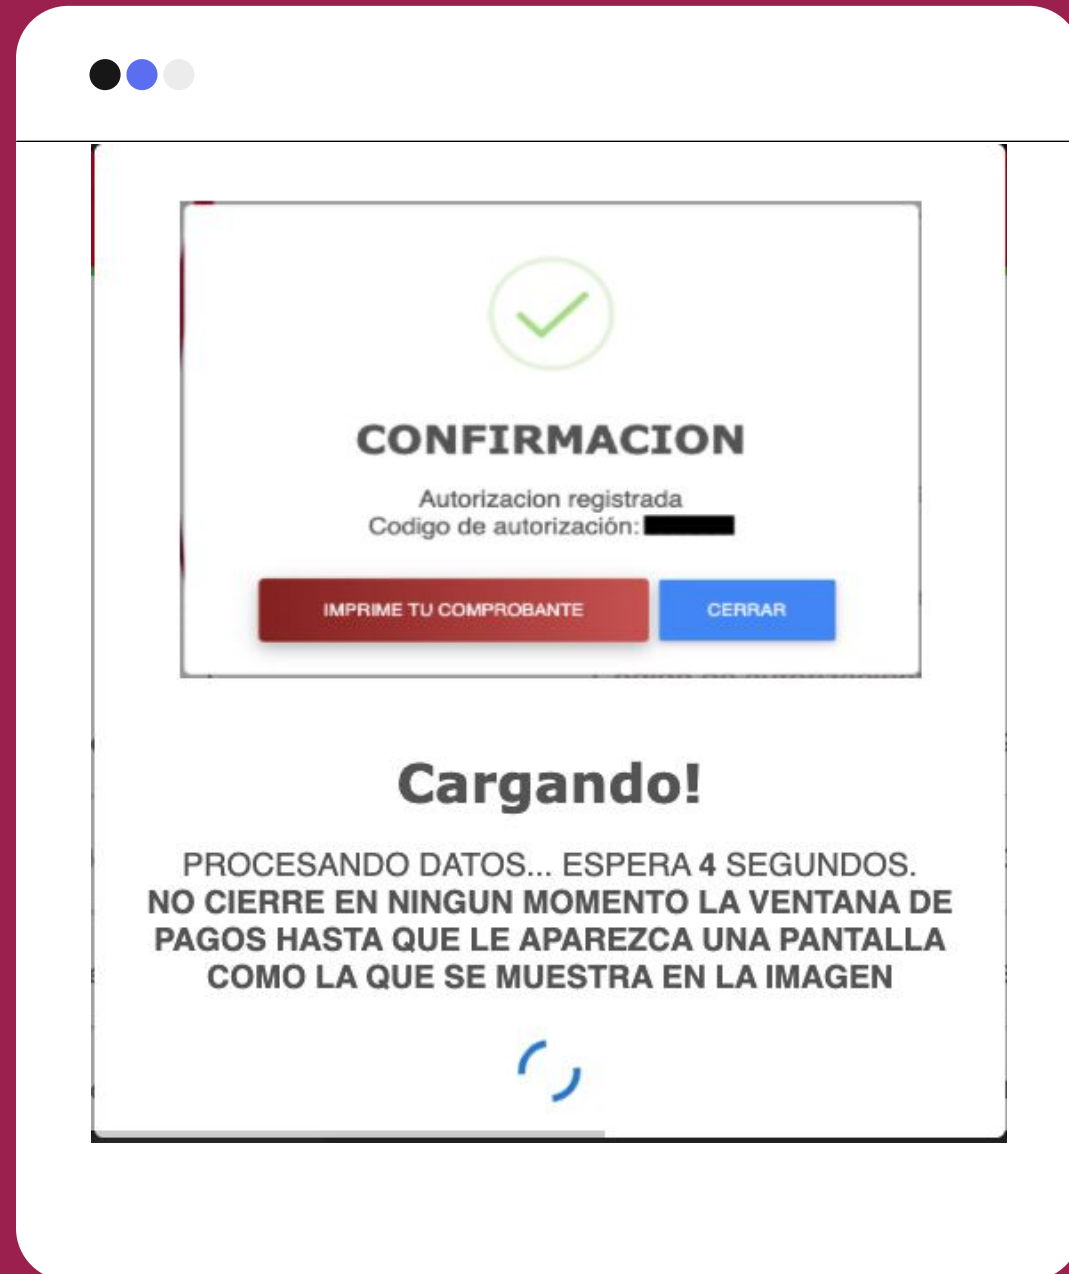 CONFIRMACION
Autorizacion registrada
Codigo de autorización:
IMPRIME TU COMPROBANTE
CERRAR
Cargando!
PROCESANDO DATOS... ESPERA 4 SEGUNDOS.
NO CIERRE EN NINGUN MOMENTO LA VENTANA DE
PAGOS HASTA QUE LE APAREZCA UNA PANTALLA
COMO LA QUE SE MUESTRA EN LA IMAGEN